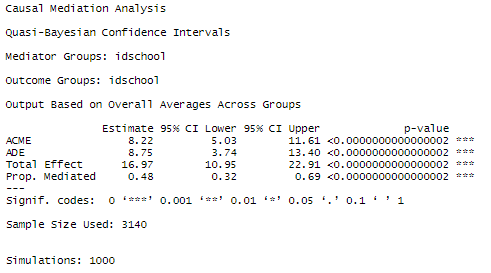 Causal Mediation Analysis
Quasi-Bayesian Confidence Intervals
Mediator Groups: idschool
Outcome Groups: idschool
Output Based on Overall Averages Across Groups
Estimate 95% CI Lower 95% CI Upper p-value
ACME 8.22 5.03 11.61 <0.0000000000000002 ***
ADE 8.75 3.74 13.40 <0.0000000000000002 ***
Total Effect 16.97 10.95 22.91 <0.0000000000000002 ***
Prop. Mediated 0.48 0.32 0.69 <0.0000000000000002 ***
---
Signif. codes: 0 ‘***’ 0.001 ‘**’ 0.01 ‘*’ 0.05 ‘.’ 0.1 ‘ ’ 1
Sample Size Used: 3140
Simulations: 1000